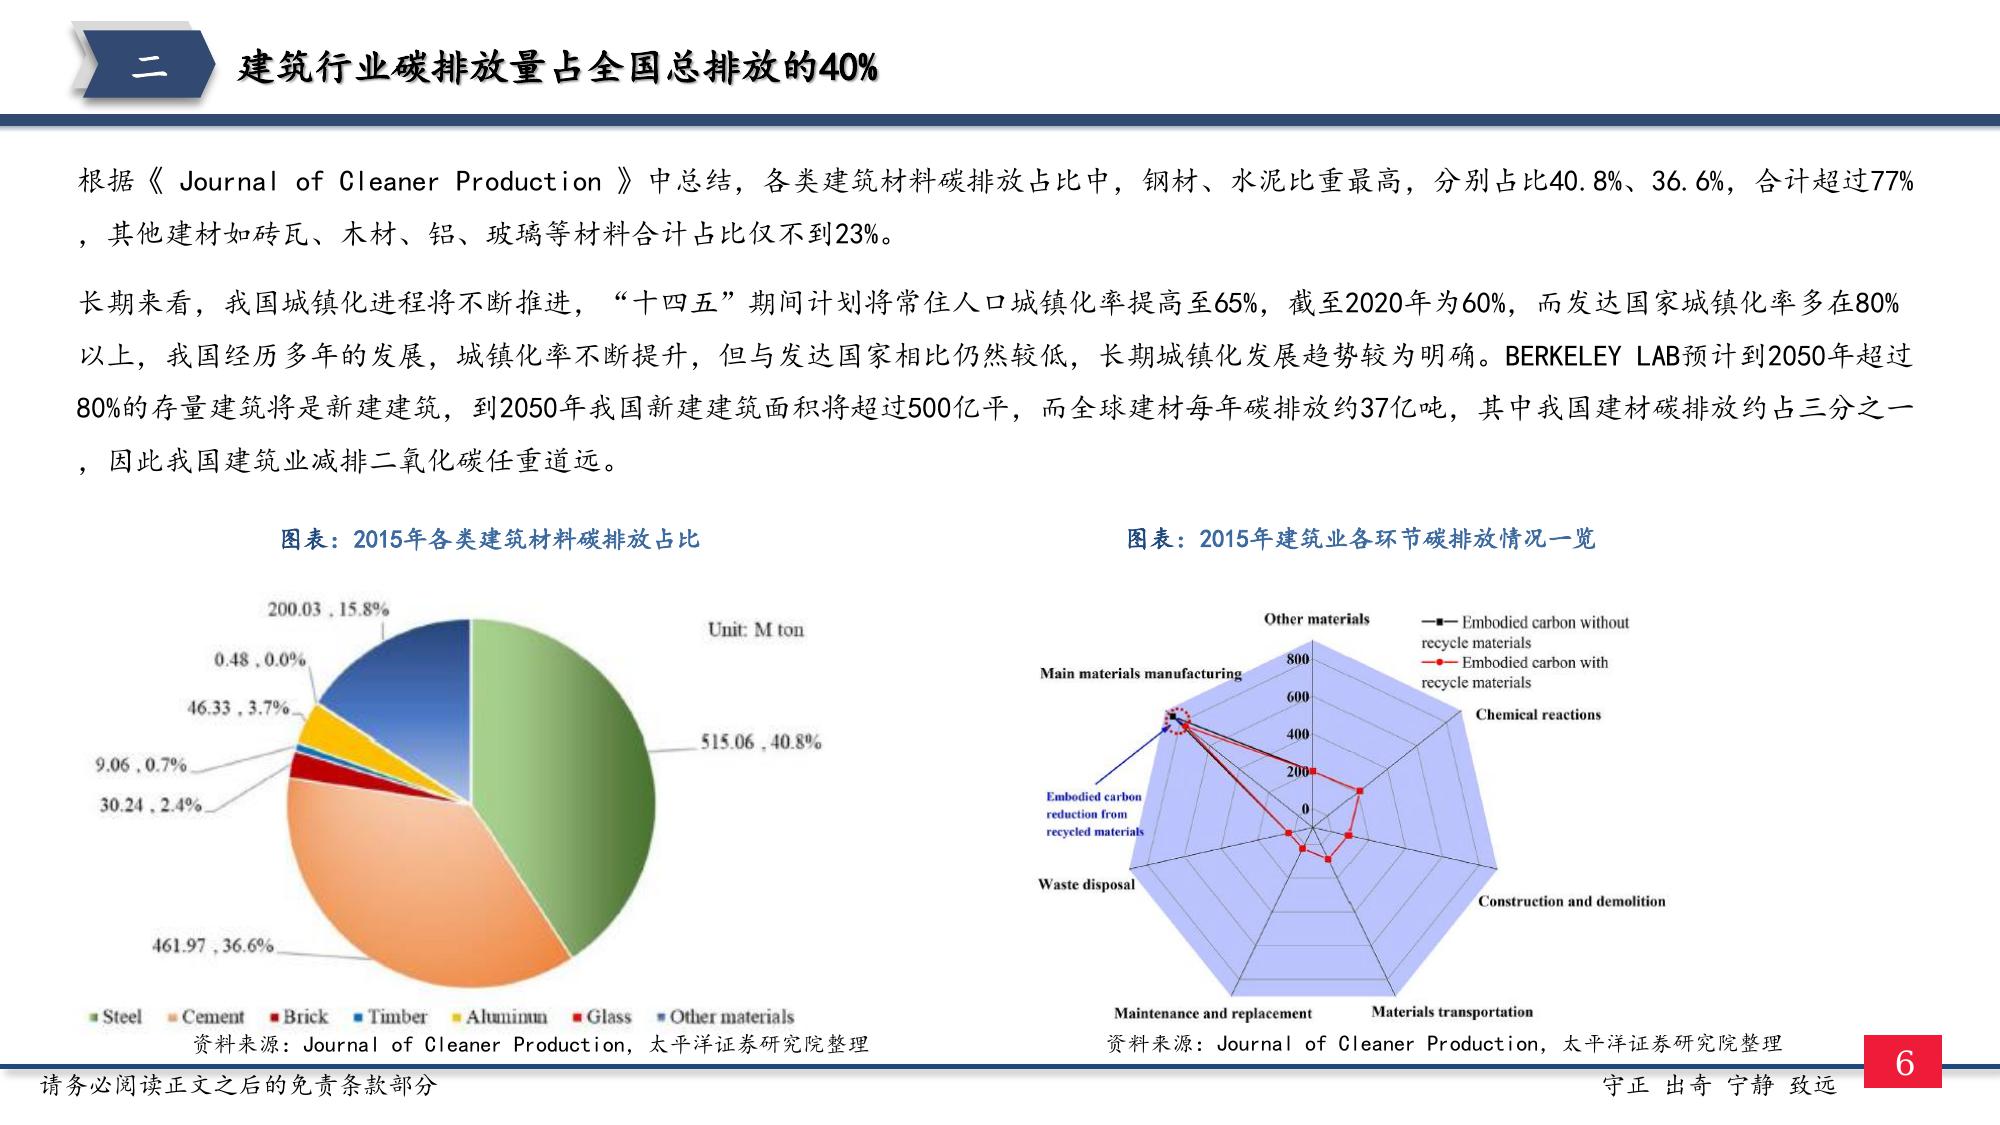 二
建筑行业碳排放量占全国总排放的40%
根据《 Journal of Cleaner Production 》中总结，各类建筑材料碳排放占比中，钢材、水泥比重最高，分别占比40.8%、36.6%，合计超过77%
，其他建材如砖瓦、木材、铝、玻璃等材料合计占比仅不到23%。
长期来看，我国城镇化进程将不断推进，“十四五”期间计划将常住人口城镇化率提高至65%，截至2020年为60%，而发达国家城镇化率多在80%
以上，我国经历多年的发展，城镇化率不断提升，但与发达国家相比仍然较低，长期城镇化发展趋势较为明确。BERKELEY LAB预计到2050年超过
80%的存量建筑将是新建建筑，到2050年我国新建建筑面积将超过500亿平，而全球建材每年碳排放约37亿吨，其中我国建材碳排放约占三分之一
，因此我国建筑业减排二氧化碳任重道远。
图表：2015年各类建筑材料碳排放占比
200.03 , 15.8%
Unit: M ton
0.48 , 0.0%
46.33 , 3.7%
515.06 , 40.8%
9.06 , 0.7%
30.24 , 2.4%
461.97 , 36.6%
Steel Cement Brick Timber Aluminun Glass Other materials
资料来源：Journal of Cleaner Production, 太平洋证券研究院整理
图表：2015年建筑业各环节碳排放情况一览
Other materials
Embodied carbon without
recycle materials
Embodied carbon with
recycle materials
Main materials manufacturing
800
600
400
200
0
Chemical reactions
Embodied carbon
reduction from
recycled materials
Waste disposal
Construction and demolition
Maintenance and replacement
Materials transportation
资料来源：Journal of Cleaner Production, 太平洋证券研究院整理
请务必阅读正文之后的免责条款部分
守正 出奇 宁静 致远
6